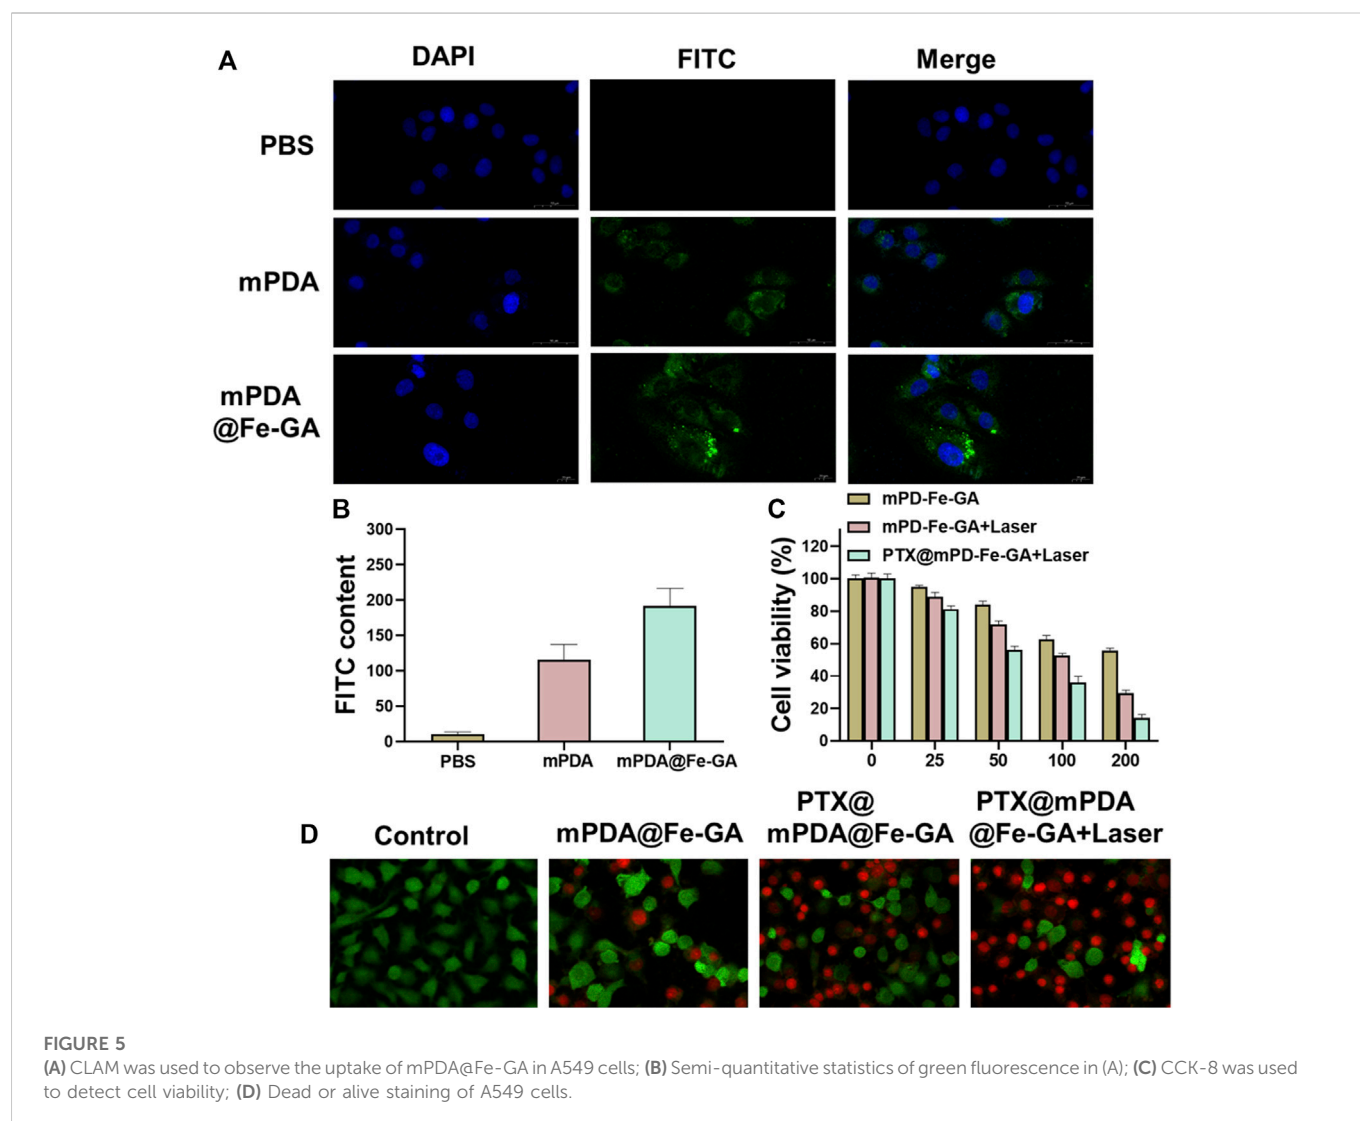 A
DAPI
FITC
Merge
PBS
mPDA
mPDA
@Fe-GA
B
300
250
200
150
100
50
0
FITC content
PBS
mPDA
mPDA@Fe-GA
C
mPD-Fe-GA
mPD-Fe-GA+Laser
PTX@mPD-Fe-GA+Laser
120
100
80
60
40
20
0
Cell viability (%)
0
25
50
100
200
D
Control
mPDA@Fe-GA
PTX@
mPDA@Fe-GA
PTX@mPDA
@Fe-GA+Laser
FIGURE 5
(A) CLAM was used to observe the uptake of mPDA@Fe-GA in A549 cells; (B) Semi-quantitative statistics of green fluorescence in (A); (C) CCK-8 was used
to detect cell viability; (D) Dead or alive staining of A549 cells.